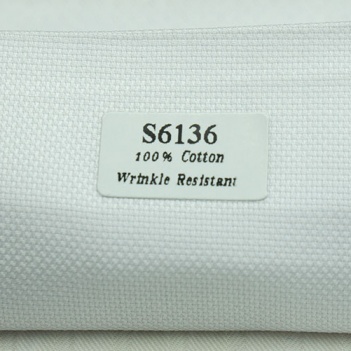 S6136
100% Cotton
Wrinkle Resistant